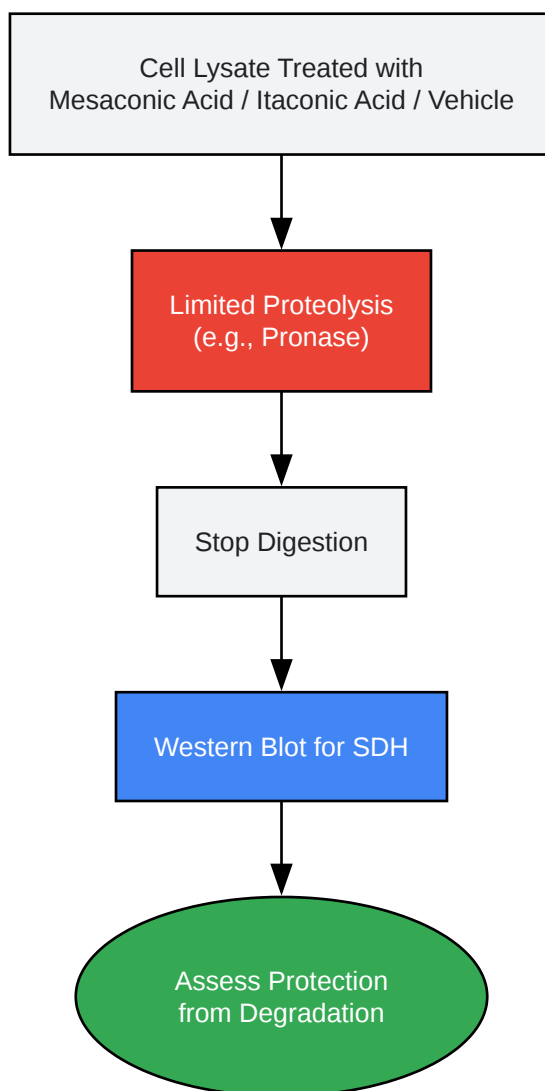 Cell Lysate Treated with
Mesaconic Acid / Itaconic Acid / Vehicle
Limited Proteolysis
(e.g., Pronase)
Stop Digestion
Western Blot for SDH
Assess Protection
from Degradation